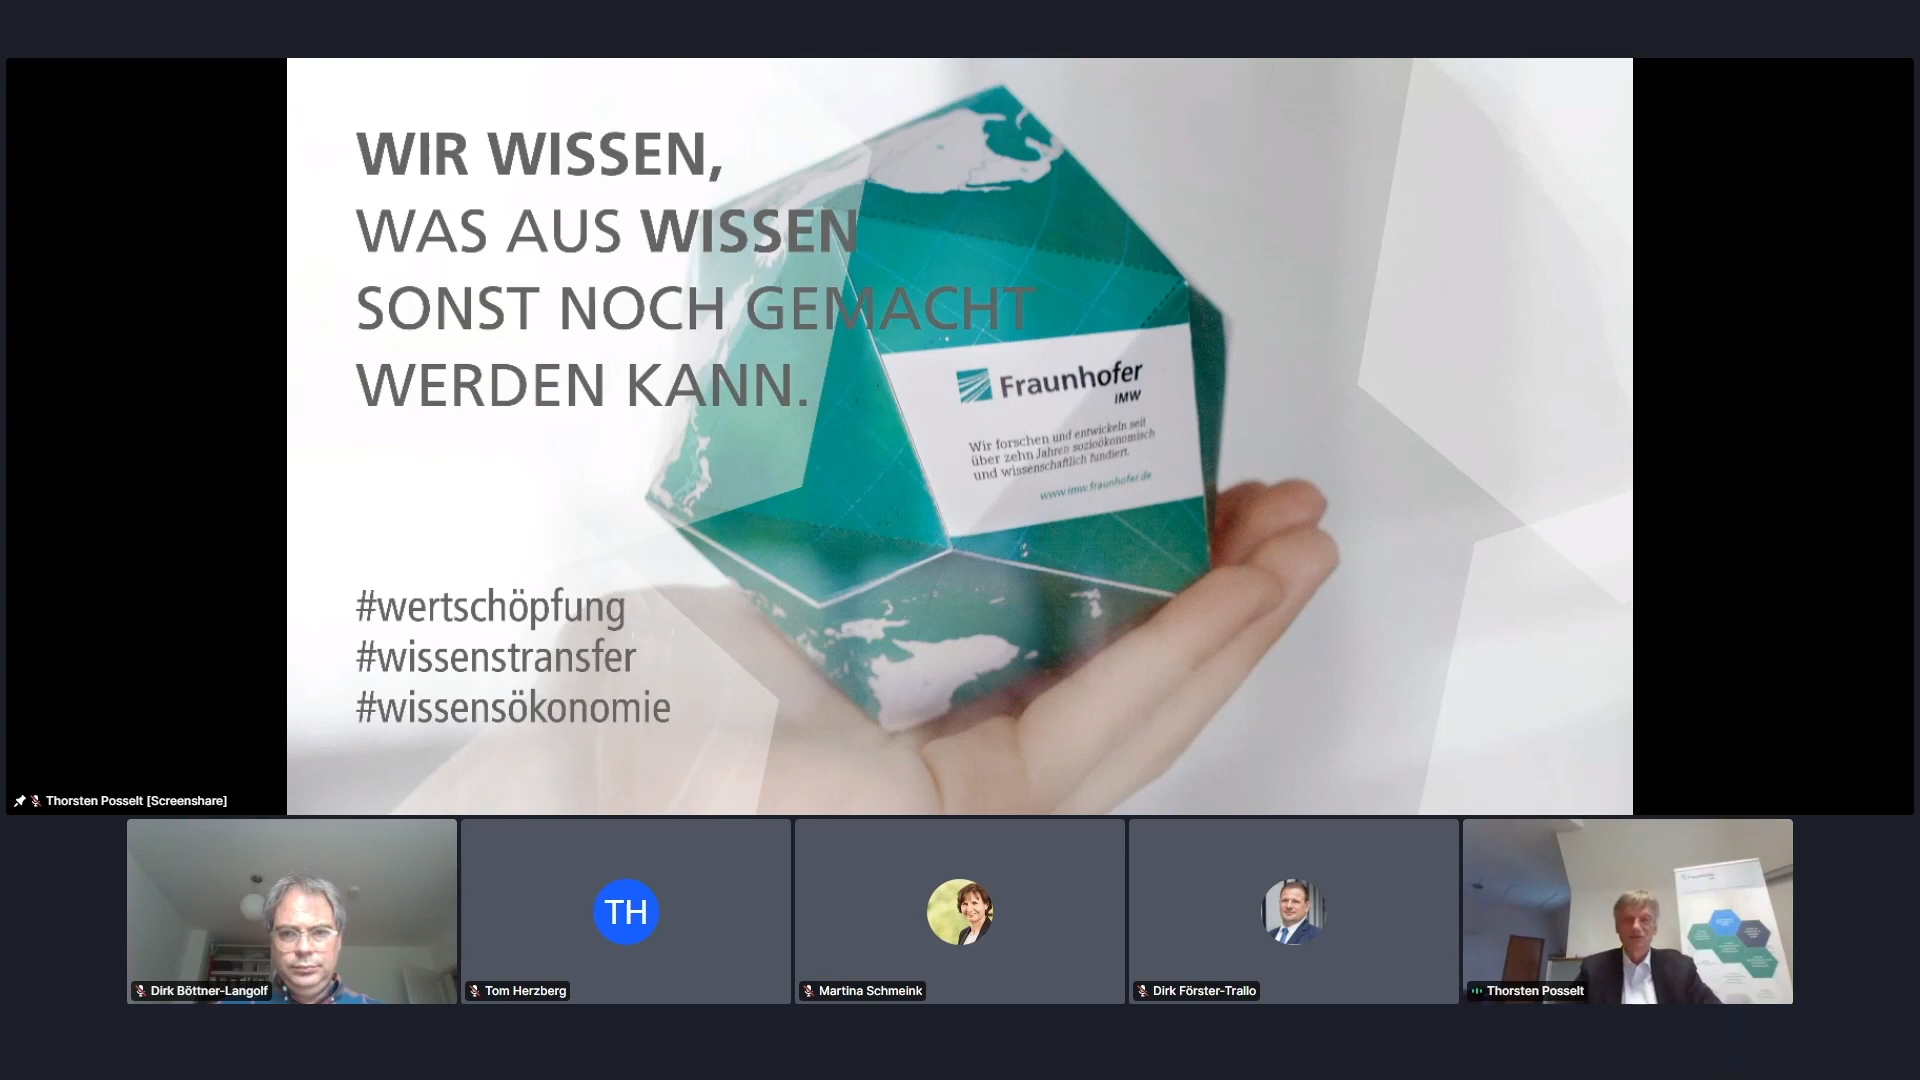 WIR WISSEN,
WAS AUS WISSEN
SONST NOCH GEMACHT
WERDEN KANN.
Fraunhofer
IMW
Wir forschen und entwickeln seit
über zehn Jahren sozioökonomisch
und wissenschaftlich fundiert.
www.imw.fraunhofer.de
#wertschöpfung
#wissenstransfer
#wissensökonomie
Thorsten Posselt [Screenshare]
Dirk Böttner-Langolf
TH
Tom Herzberg
Martina Schmeink
Dirk Förster-Trallo
Fraunhofer
Thorsten Posselt